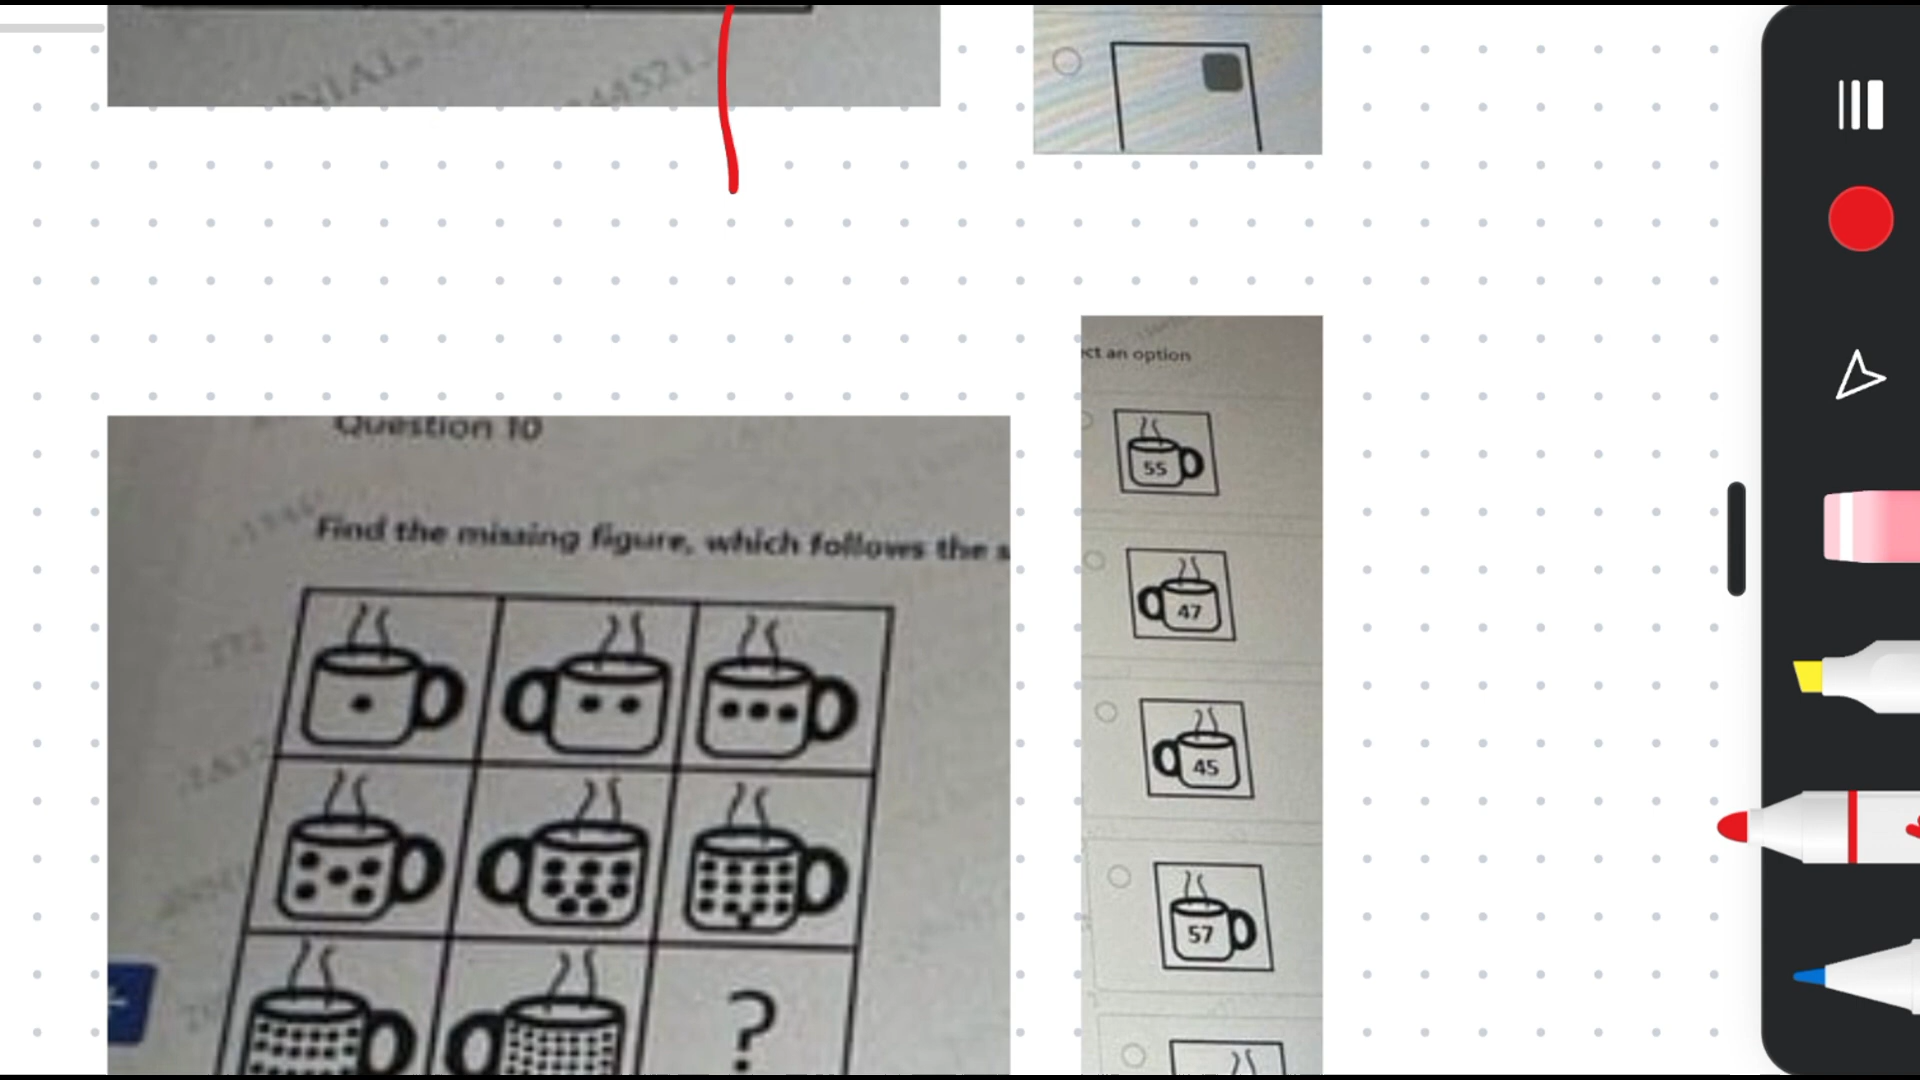 ct an option
55
Question 10
Find the missing figure, which follows the s
47
45
57
?